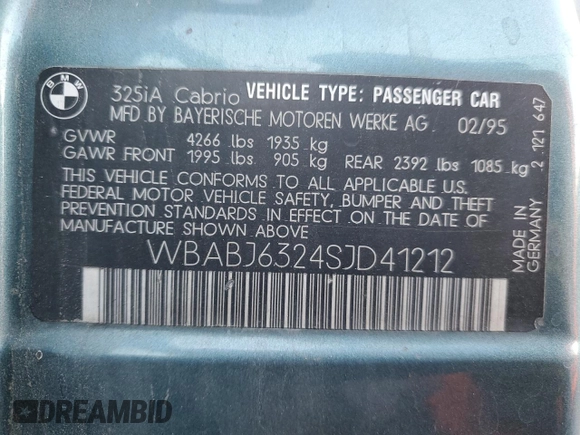 BMW
325iA Cabrio VEHICLE TYPE: PASSENGER CAR
MFD BY BAYERISCHE MOTOREN WERKE AG 02/95
GVWR 4266 lbs 1935 kg
GAWR FRONT 1995 lbs 905 kg REAR 2392 lbs 1085 kg
THIS VEHICLE CONFORMS TO ALL APPLICABLE U.S.
FEDERAL MOTOR VEHICLE SAFETY, BUMPER AND THEFT
PREVENTION STANDARDS IN EFFECT ON THE DATE OF
MANUFACTURE SHOWN ABOVE
WBABJ6324SJD41212
MADE IN
GERMANY
2 121 647
DREAMBID